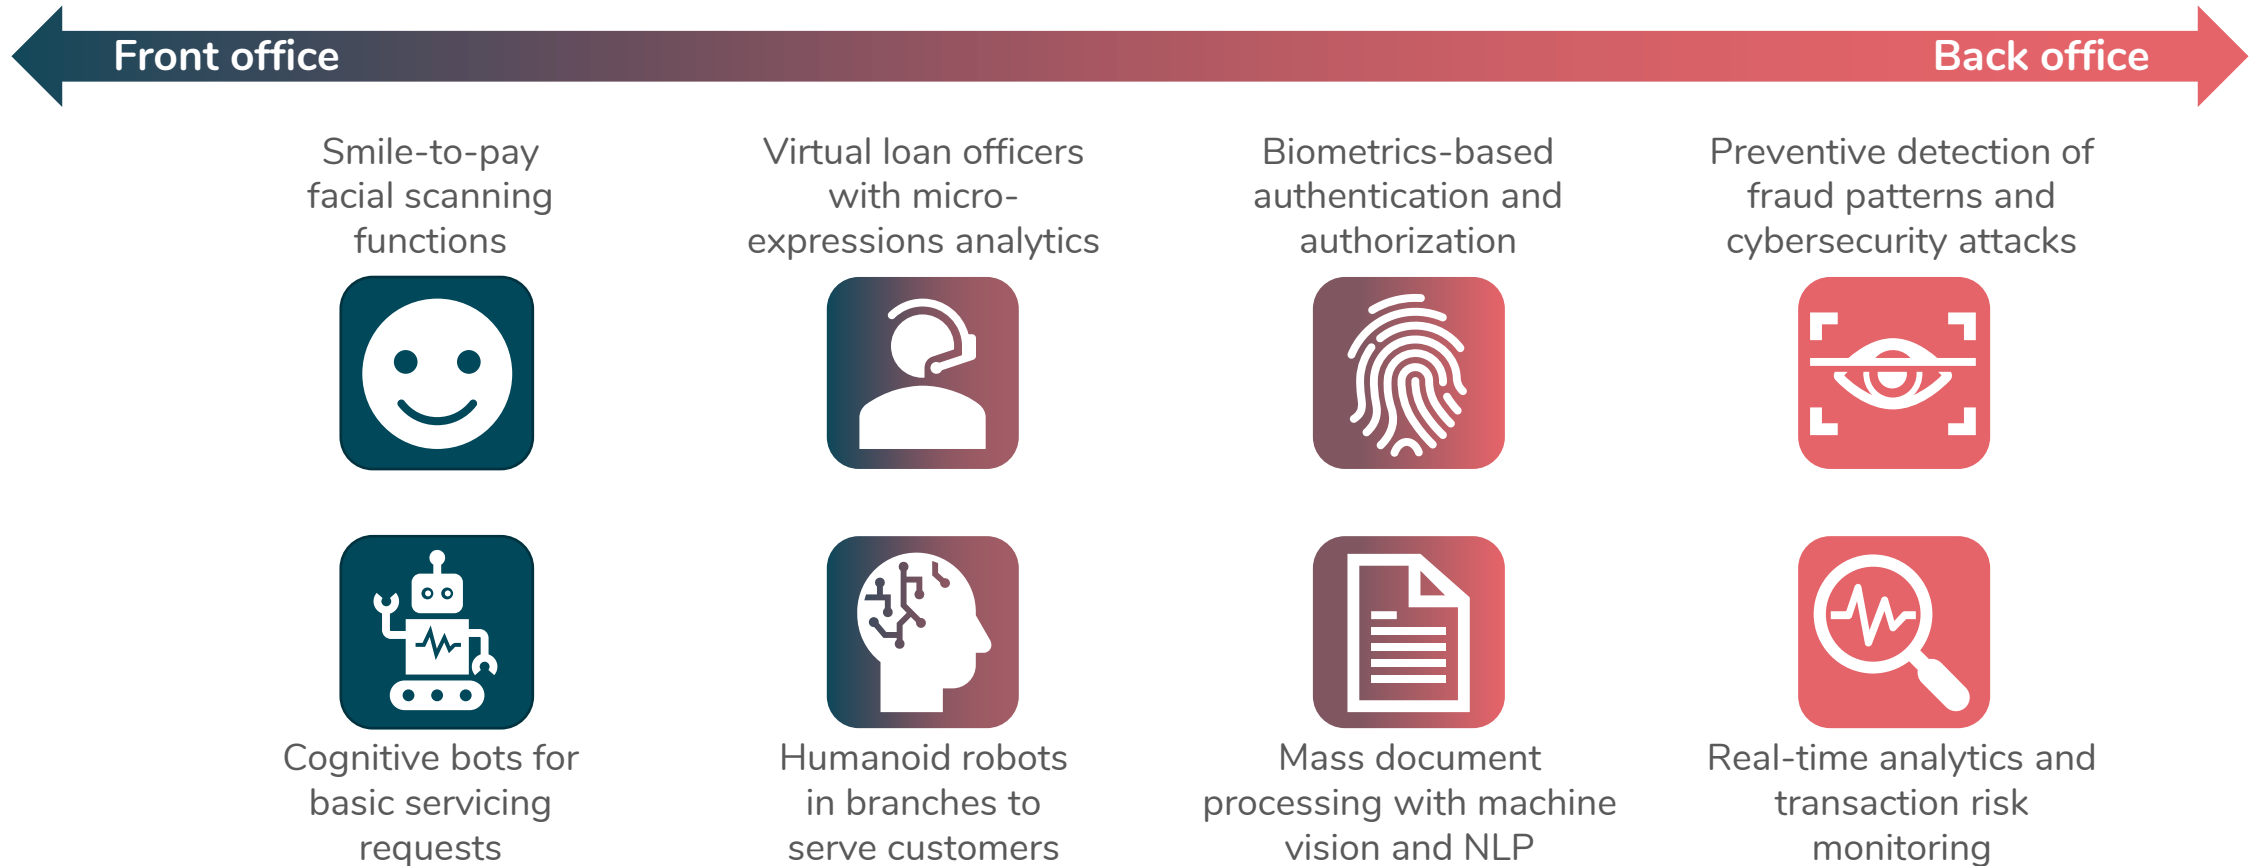 Front office
Back office
Smile-to-pay
facial scanning
functions
Virtual loan officers
with micro-
expressions analytics
Biometrics-based
authentication and
authorization
Preventive detection of
fraud patterns and
cybersecurity attacks
Cognitive bots for
basic servicing
requests
Humanoid robots
in branches to
serve customers
Mass document
processing with machine
vision and NLP
Real-time analytics and
transaction risk
monitoring